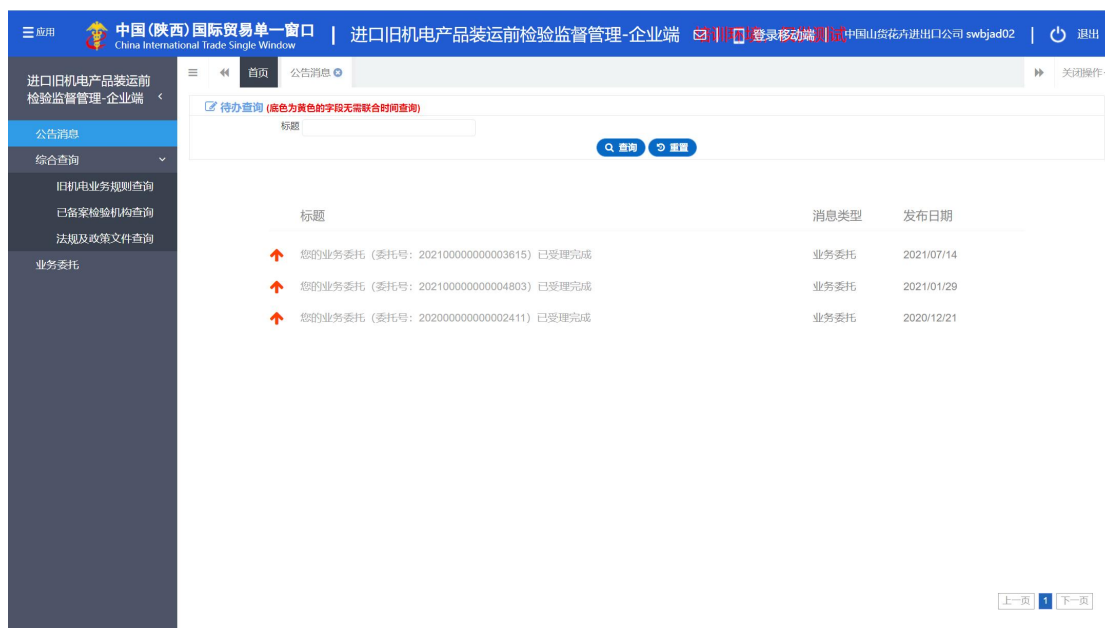 应用
中国(陕西)国际贸易单一窗口
China International Trade Single Window
进口旧机电产品装运前检验监督管理-企业端
登录移动端
中国山货花卉进出口公司 swbjad02
退出
进口旧机电产品装运前
检验监督管理-企业端
公告消息
综合查询
旧机电业务规则查询
已备案检验机构查询
法规及政策文件查询
业务委托
首页
公告消息
关闭操作
待办查询 (底色为黄色的字段无需联合时间查询)
标题
查询 重置
标题 消息类型 发布日期
您的业务委托（委托号：202100000000003615）已受理完成 业务委托 2021/07/14
您的业务委托（委托号：202100000000004803）已受理完成 业务委托 2021/01/29
您的业务委托（委托号：202000000000002411）已受理完成 业务委托 2020/12/21
上一页 1 下一页